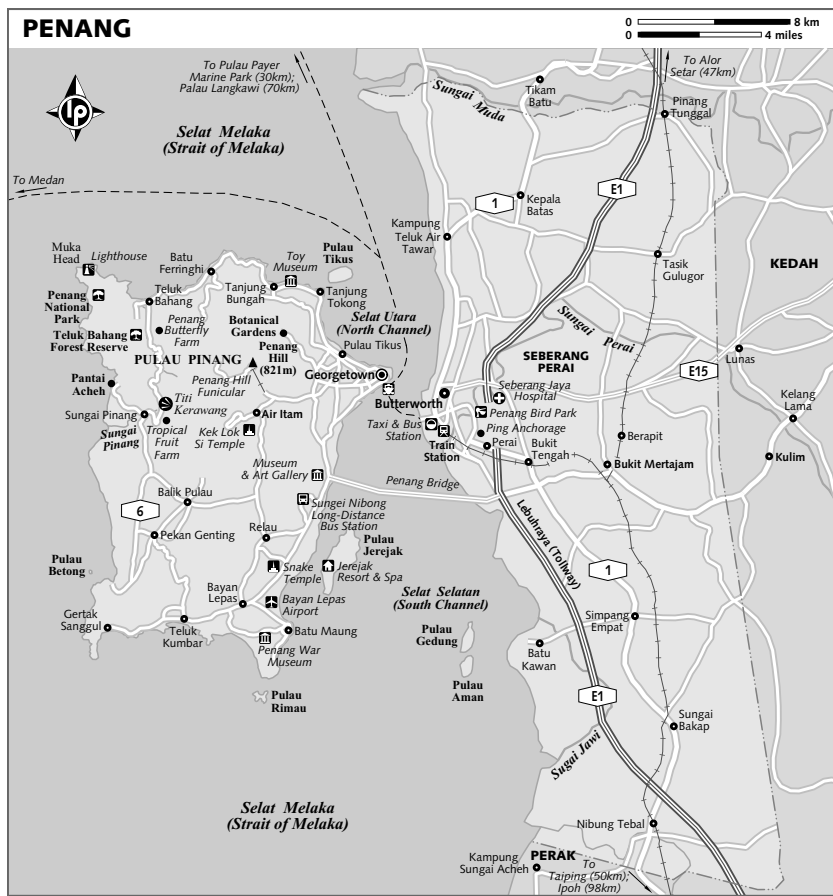 PENANG
0 8 km
0 4 miles
To Pulau Payer
Marine Park (30km);
Palau Langkawi (70km)
To Alor
Setar (47km)
lp
Selat Melaka
(Strait of Melaka)
To Medan
Sungai Muda
Tikam
Batu
Pinang
Tunggal
E1
1
Kepala
Batas
Kampung
Teluk Air
Tawar
Tasik
Gulugor
KEDAH
Muka
Head
Lighthouse
Batu
Ferringhi
Toy
Museum
Pulau
Tikus
Penang
National
Park
Teluk
Bahang
Tanjung
Bungah
Tanjung
Tokong
Selat Utara
(North Channel)
Penang
Butterfly
Farm
Botanical
Gardens
Teluk Bahang
Forest Reserve
Penang
Hill
(821m)
Pulau Tikus
PULAU PINANG
Georgetown
Sungai Perai
SEBERANG
PERAI
Lunas
E15
Pantai
Acheh
Penang Hill
Funicular
Butterworth
Seberang Jaya
Hospital
Kelang
Lama
Titi
Kerawang
Air Itam
Sungai Pinang
Taxi & Bus
Station
Penang Bird Park
Ping Anchorage
Perai
Berapit
Sungai
Pinang
Tropical
Fruit
Farm
Kek Lok
Si Temple
Train
Station
Bukit
Tengah
Bukit Mertajam
Kulim
Museum
& Art Gallery
Penang Bridge
Balik Pulau
6
Sungei Nibong
Long-Distance
Bus Station
Lebuhraya (Tollway)
Pekan Genting
Relau
Pulau
Jerejak
Pulau
Betong
Snake
Temple
Jerejak
Resort & Spa
1
Bayan
Lepas
Bayan Lepas
Airport
Selat Selatan
(South Channel)
Gertak
Sanggul
Teluk
Kumbar
Batu Maung
Simpang
Empat
Pulau
Gedung
Batu
Kawan
Penang War
Museum
Pulau
Aman
Pulau
Rimau
E1
Sungai
Bakap
Sugai Jawi
Selat Melaka
(Strait of Melaka)
Nibung Tebal
Kampung
Sungai Acheh
PERAK
To
Taiping (50km);
Ipoh (98km)